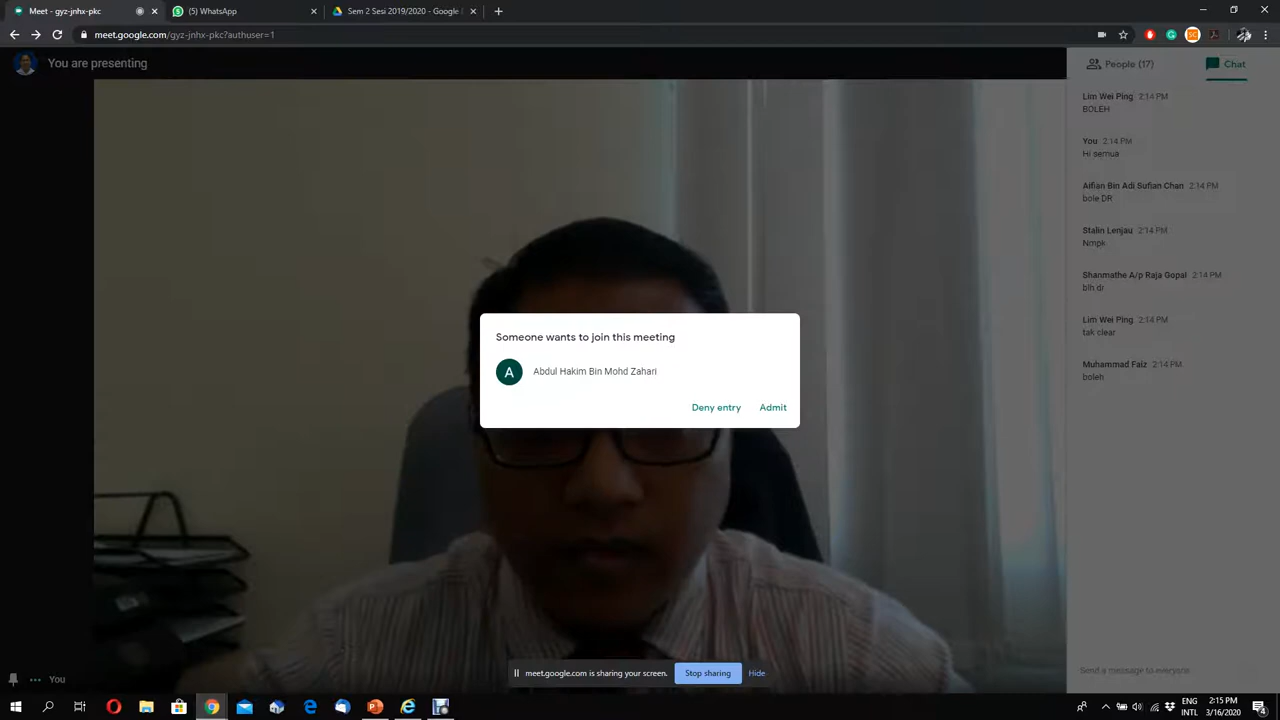 Meet - gyz-jnhx-pkc
(5) WhatsApp
Sem 2 Sesi 2019/2020 - Google
meet.google.com/gyz-jnhx-pkc?authuser=1
You are presenting
People (17)
Chat
Lim Wei Ping 2:14 PM
BOLEH
You 2:14 PM
Hi semua
Aifian Bin Adi Sufian Chan 2:14 PM
bole DR
Stalin Lenjau 2:14 PM
Nmpk
Shanmathe A/p Raja Gopal 2:14 PM
blh dr
Lim Wei Ping 2:14 PM
tak clear
Muhammad Faiz 2:14 PM
boleh
Someone wants to join this meeting
A
Abdul Hakim Bin Mohd Zahari
Deny entry
Admit
Send a message to everyone
meet.google.com is sharing your screen.
Stop sharing
Hide
You
ENG
INTL
2:15 PM
3/16/2020